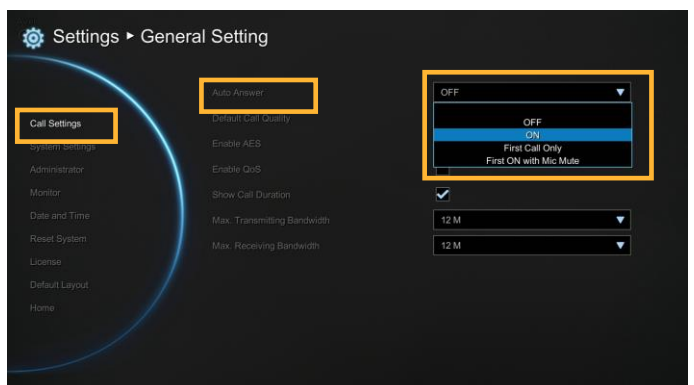 Settings ► General Setting
Call Settings
System Settings
Administrator
Monitor
Date and Time
Reset System
License
Default Layout
Home
Auto Answer
Default Call Quality
Enable AES
Enable QoS
Show Call Duration
Max. Transmitting Bandwidth
Max. Receiving Bandwidth
OFF
OFF
ON
First Call Only
First ON with Mic Mute
12 M
12 M